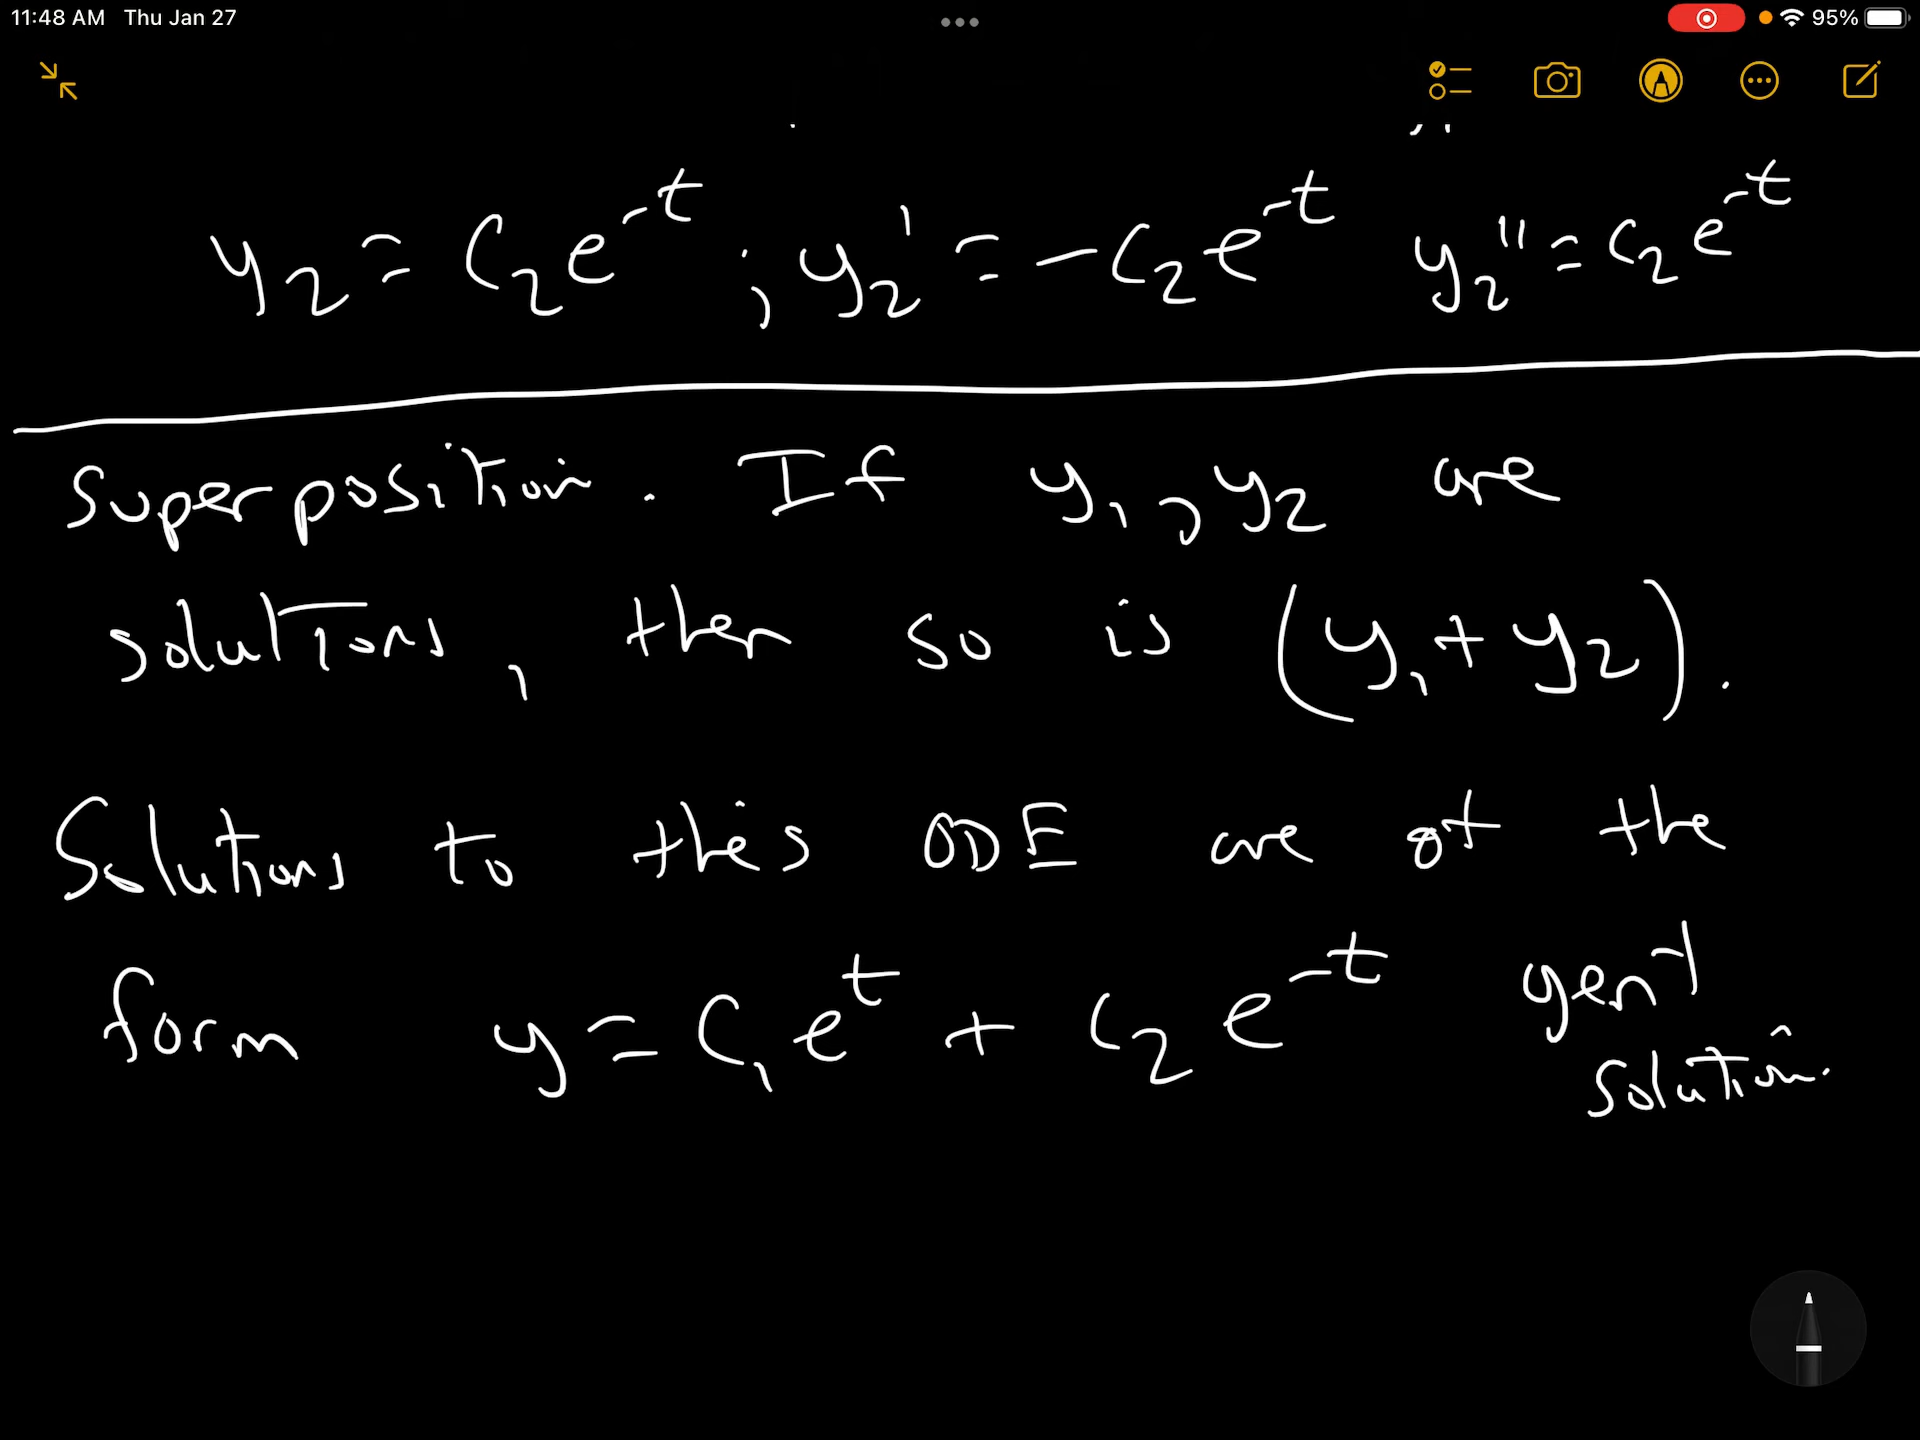 11:48 AM Thu Jan 27 95%
y₂ = c₂e^{-t} ; y₂' = -c₂e^{-t} y₂'' = c₂e^{-t}
Superposition. If y₁, y₂ are
solutions, then so is (y₁ + y₂).
Solutions to this ODE are of the
form y = c₁e^t + c₂e^{-t} gen'l
solution.